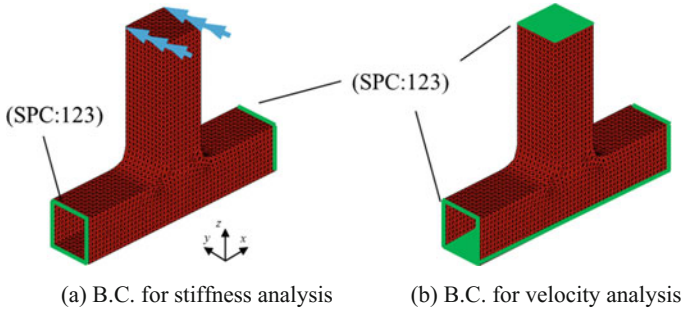 (SPC:123)
(SPC:123)
z
y
x
(a) B.C. for stiffness analysis
(b) B.C. for velocity analysis